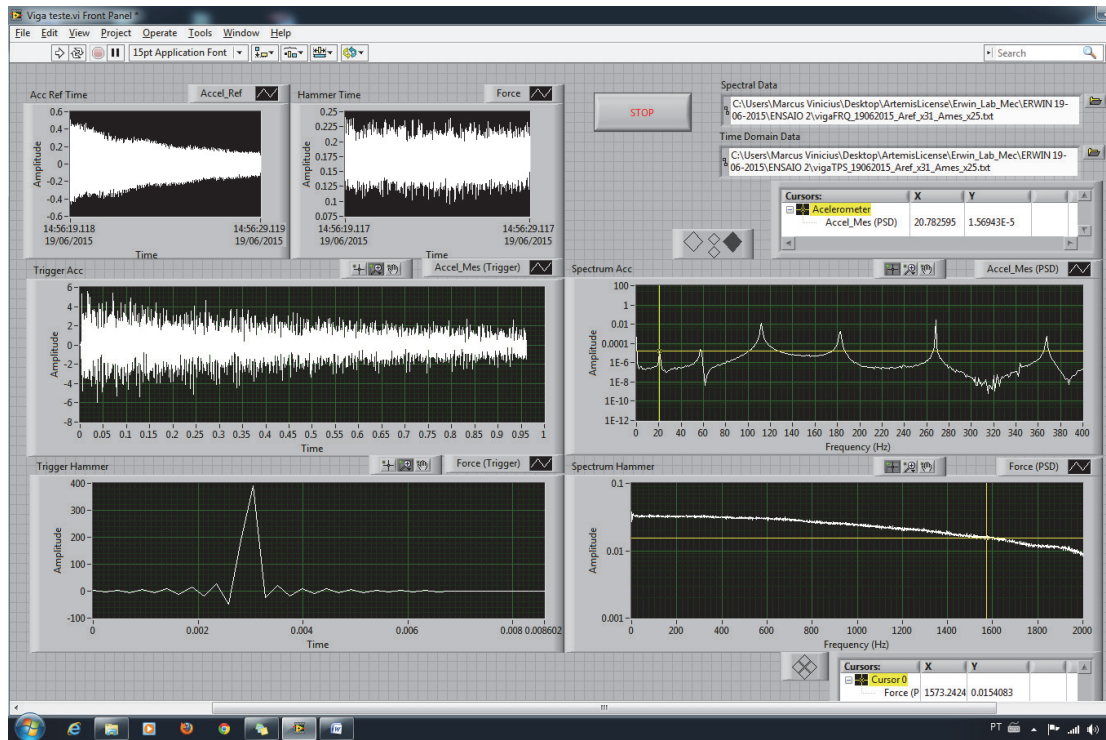 Viga teste.vi Front Panel *
File Edit View Project Operate Tools Window Help
15pt Application Font
Search
Acc Ref Time
Accel_Ref
Amplitude
0.6
0.4
0.2
0
-0.2
-0.4
-0.6
14:56:19.118
19/06/2015
14:56:29.119
19/06/2015
Time
Hammer Time
Force
Amplitude
0.25
0.225
0.2
0.175
0.15
0.125
0.1
0.075
14:56:19.117
19/06/2015
14:56:29.117
19/06/2015
Time
STOP
Spectral Data
C:\Users\Marcus Vinicius\Desktop\ArtemisLicense\Erwin_Lab_Mec\ERWIN 19-
06-2015\ENSAIO 2\vigaFRQ_19062015_Aref_x31_Ames_x25.txt
Time Domain Data
C:\Users\Marcus Vinicius\Desktop\ArtemisLicense\Erwin_Lab_Mec\ERWIN 19-
06-2015\ENSAIO 2\vigaTPS_19062015_Aref_x31_Ames_x25.txt
Cursors: X Y
Acelerometer
Accel_Mes (PSD) 20.782595 1.56943E-5
Trigger Acc
Accel_Mes (Trigger)
Amplitude
6
4
2
0
-2
-4
-6
-8
0 0.05 0.1 0.15 0.2 0.25 0.3 0.35 0.4 0.45 0.5 0.55 0.6 0.65 0.7 0.75 0.8 0.85 0.9 0.95 1
Time
Spectrum Acc
Accel_Mes (PSD)
Amplitude
100
1
0.01
0.0001
1E-6
1E-8
1E-10
1E-12
0 20 40 60 80 100 120 140 160 180 200 220 240 260 280 300 320 340 360 380 400
Frequency (Hz)
Trigger Hammer
Force (Trigger)
Amplitude
400
300
200
100
0
-100
0 0.002 0.004 0.006 0.008 0.008602
Time
Spectrum Hammer
Force (PSD)
Amplitude
0.1
0.01
0.001
0 200 400 600 800 1000 1200 1400 1600 1800 2000
Frequency (Hz)
Cursors: X Y
Cursor 0
Force (P 1573.2424 0.0154083
PT